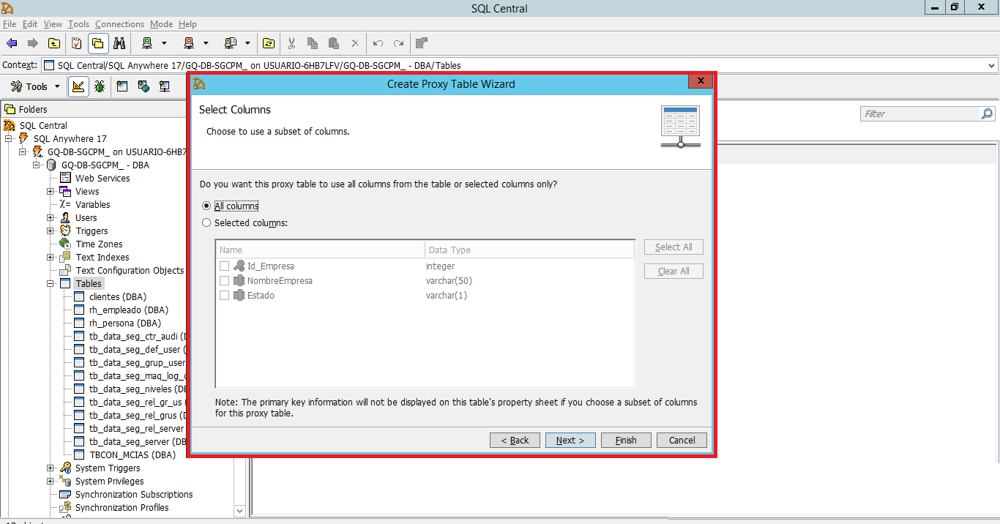 SQL Central
File Edit View Tools Connections Mode Help
Context: SQL Central/SQL Anywhere 17/GQ-DB-SGCPM_ on USUARIO-6HB7LFV/GQ-DB-SGCPM_ - DBA/Tables
Tools
Folders
SQL Central
SQL Anywhere 17
GQ-DB-SGCPM_ on USUARIO-6HB7
GQ-DB-SGCPM_ - DBA
Web Services
Views
Variables
Users
Triggers
Time Zones
Text Indexes
Text Configuration Objects
Tables
clientes (DBA)
rh_empleado (DBA)
rh_persona (DBA)
tb_data_seg_ctr_audi (
tb_data_seg_def_user (
tb_data_seg_grup_user
tb_data_seg_maq_log_
tb_data_seg_niveles (DB
tb_data_seg_rel_gr_us (
tb_data_seg_rel_grus (D
tb_data_seg_rel_server
tb_data_seg_server (DB
TBCON_MCIAS (DBA)
System Triggers
System Privileges
Synchronization Subscriptions
Synchronization Profiles
Filter
Create Proxy Table Wizard
Select Columns
Choose to use a subset of columns.
Do you want this proxy table to use all columns from the table or selected columns only?
All columns
Selected columns:
Name Data Type
Id_Empresa integer
NombreEmpresa varchar(50)
Estado varchar(1)
Select All
Clear All
Note: The primary key information will not be displayed on this table's property sheet if you choose a subset of columns
for this proxy table.
< Back Next > Finish Cancel